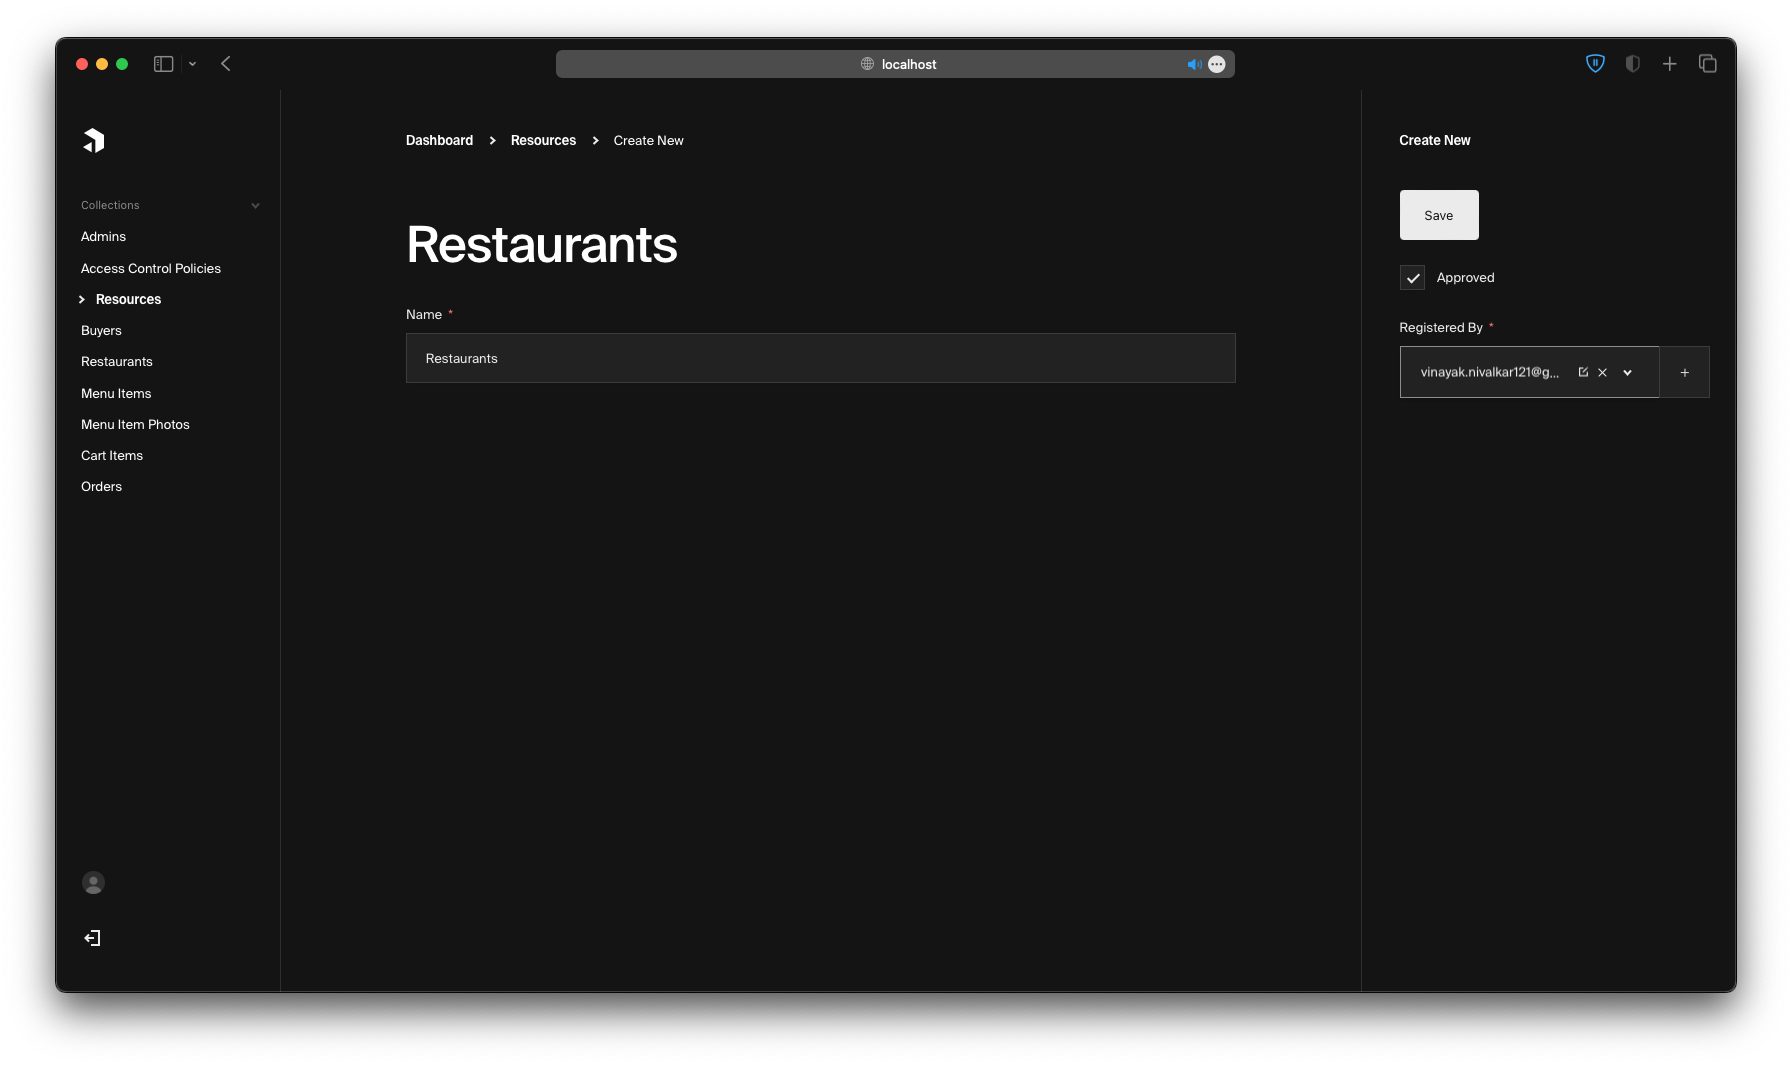 localhost
Collections
Admins
Access Control Policies
Resources
Buyers
Restaurants
Menu Items
Menu Item Photos
Cart Items
Orders
Dashboard Resources Create New
Restaurants
Name *
Restaurants
Create New
Save
Approved
Registered By *
vinayak.nivalkar121@g...